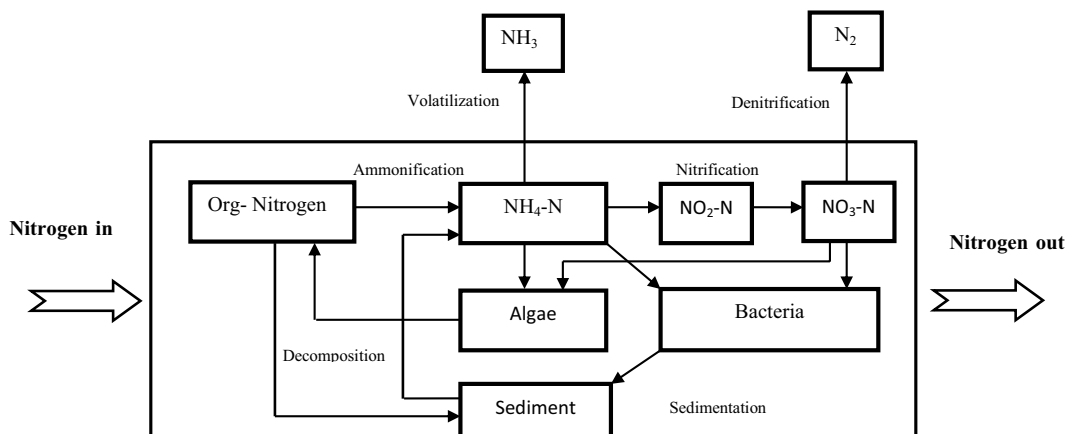 NH₃
N₂
Volatilization
Denitrification
Ammonification
Nitrification
Org- Nitrogen
NH₄-N
NO₂-N
NO₃-N
Nitrogen in
Nitrogen out
Algae
Bacteria
Decomposition
Sediment
Sedimentation